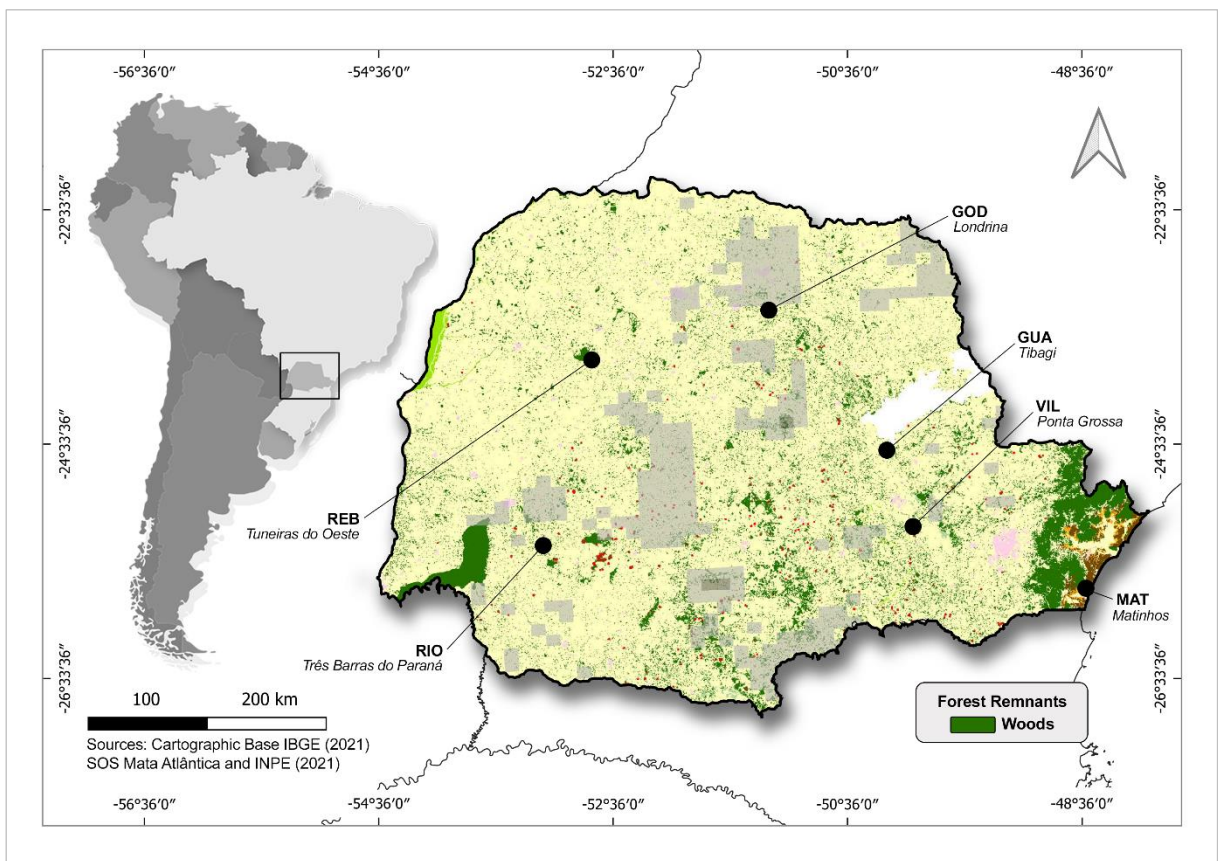 -56°36'0″
-54°36'0″
-52°36'0″
-50°36'0″
-48°36'0″
-22°33'36″
-22°33'36″
GOD
Londrina
GUA
Tibagi
VIL
Ponta Grossa
-24°33'36″
-24°33'36″
REB
Tuneiras do Oeste
MAT
Matinhos
RIO
Três Barras do Paraná
-26°33'36″
-26°33'36″
100 200 km
Forest Remnants
Woods
Sources: Cartographic Base IBGE (2021)
SOS Mata Atlântica and INPE (2021)
-56°36'0″
-54°36'0″
-52°36'0″
-50°36'0″
-48°36'0″